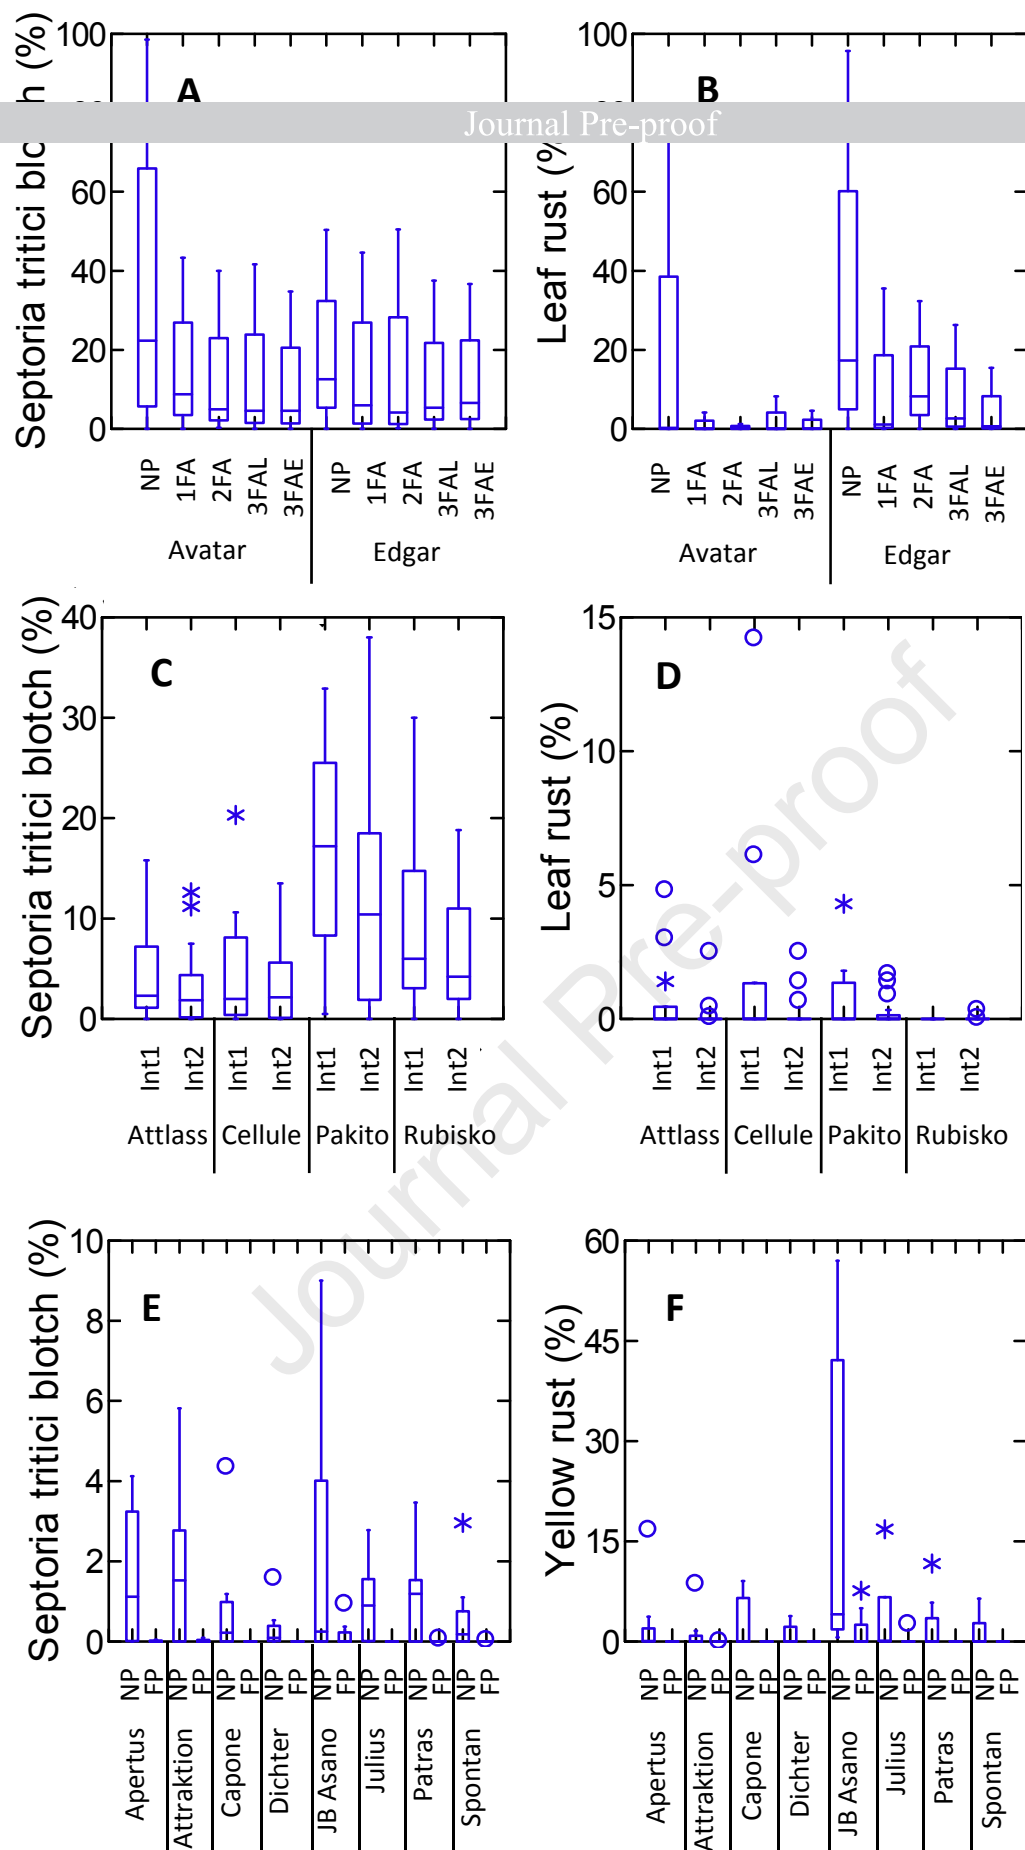 Septoria tritici blotch (%)
100
60
40
20
0
A
NP
1FA
2FA
3FAL
3FAE
NP
1FA
2FA
3FAL
3FAE
Avatar
Edgar
Leaf rust (%
100
60
40
20
0
B
Journal Pre-proof
NP
1FA
2FA
3FAL
3FAE
NP
1FA
2FA
3FAL
3FAE
Avatar
Edgar
Septoria tritici blotch (%)
40
30
20
10
0
C
Int1
Int2
Int1
Int2
Int1
Int2
Int1
Int2
Attlass
Cellule
Pakito
Rubisko
Leaf rust (%)
15
10
5
0
D
Int1
Int2
Int1
Int2
Int1
Int2
Int1
Int2
Attlass
Cellule
Pakito
Rubisko
Journal Pre-proof
Septoria tritici blotch (%)
10
8
6
4
2
0
E
NP
FP
NP
FP
NP
FP
NP
FP
NP
FP
NP
FP
NP
FP
NP
FP
Apertus
Attraktion
Capone
Dichter
JB Asano
Julius
Patras
Spontan
Yellow rust (%)
60
45
30
15
0
F
NP
FP
NP
FP
NP
FP
NP
FP
NP
FP
NP
FP
NP
FP
NP
FP
Apertus
Attraktion
Capone
Dichter
JB Asano
Julius
Patras
Spontan